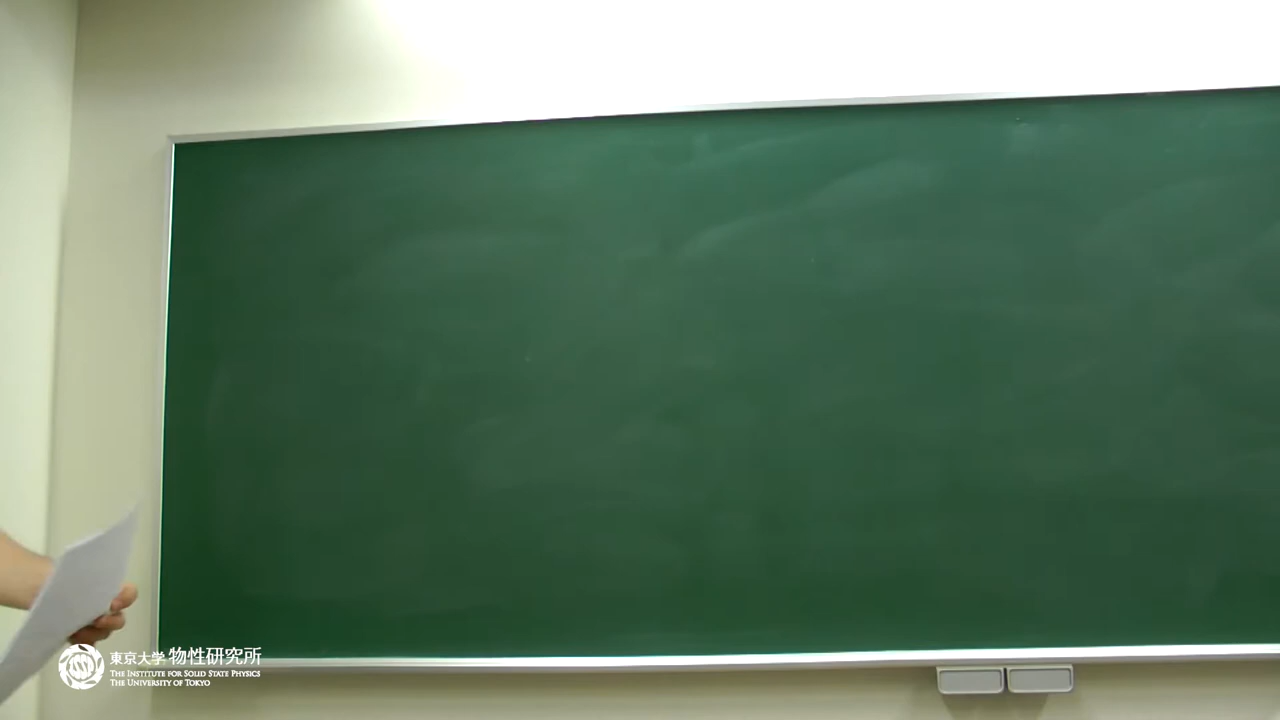 東京大学 物性研究所
THE INSTITUTE FOR SOLID STATE PHYSICS
THE UNIVERSITY OF TOKYO